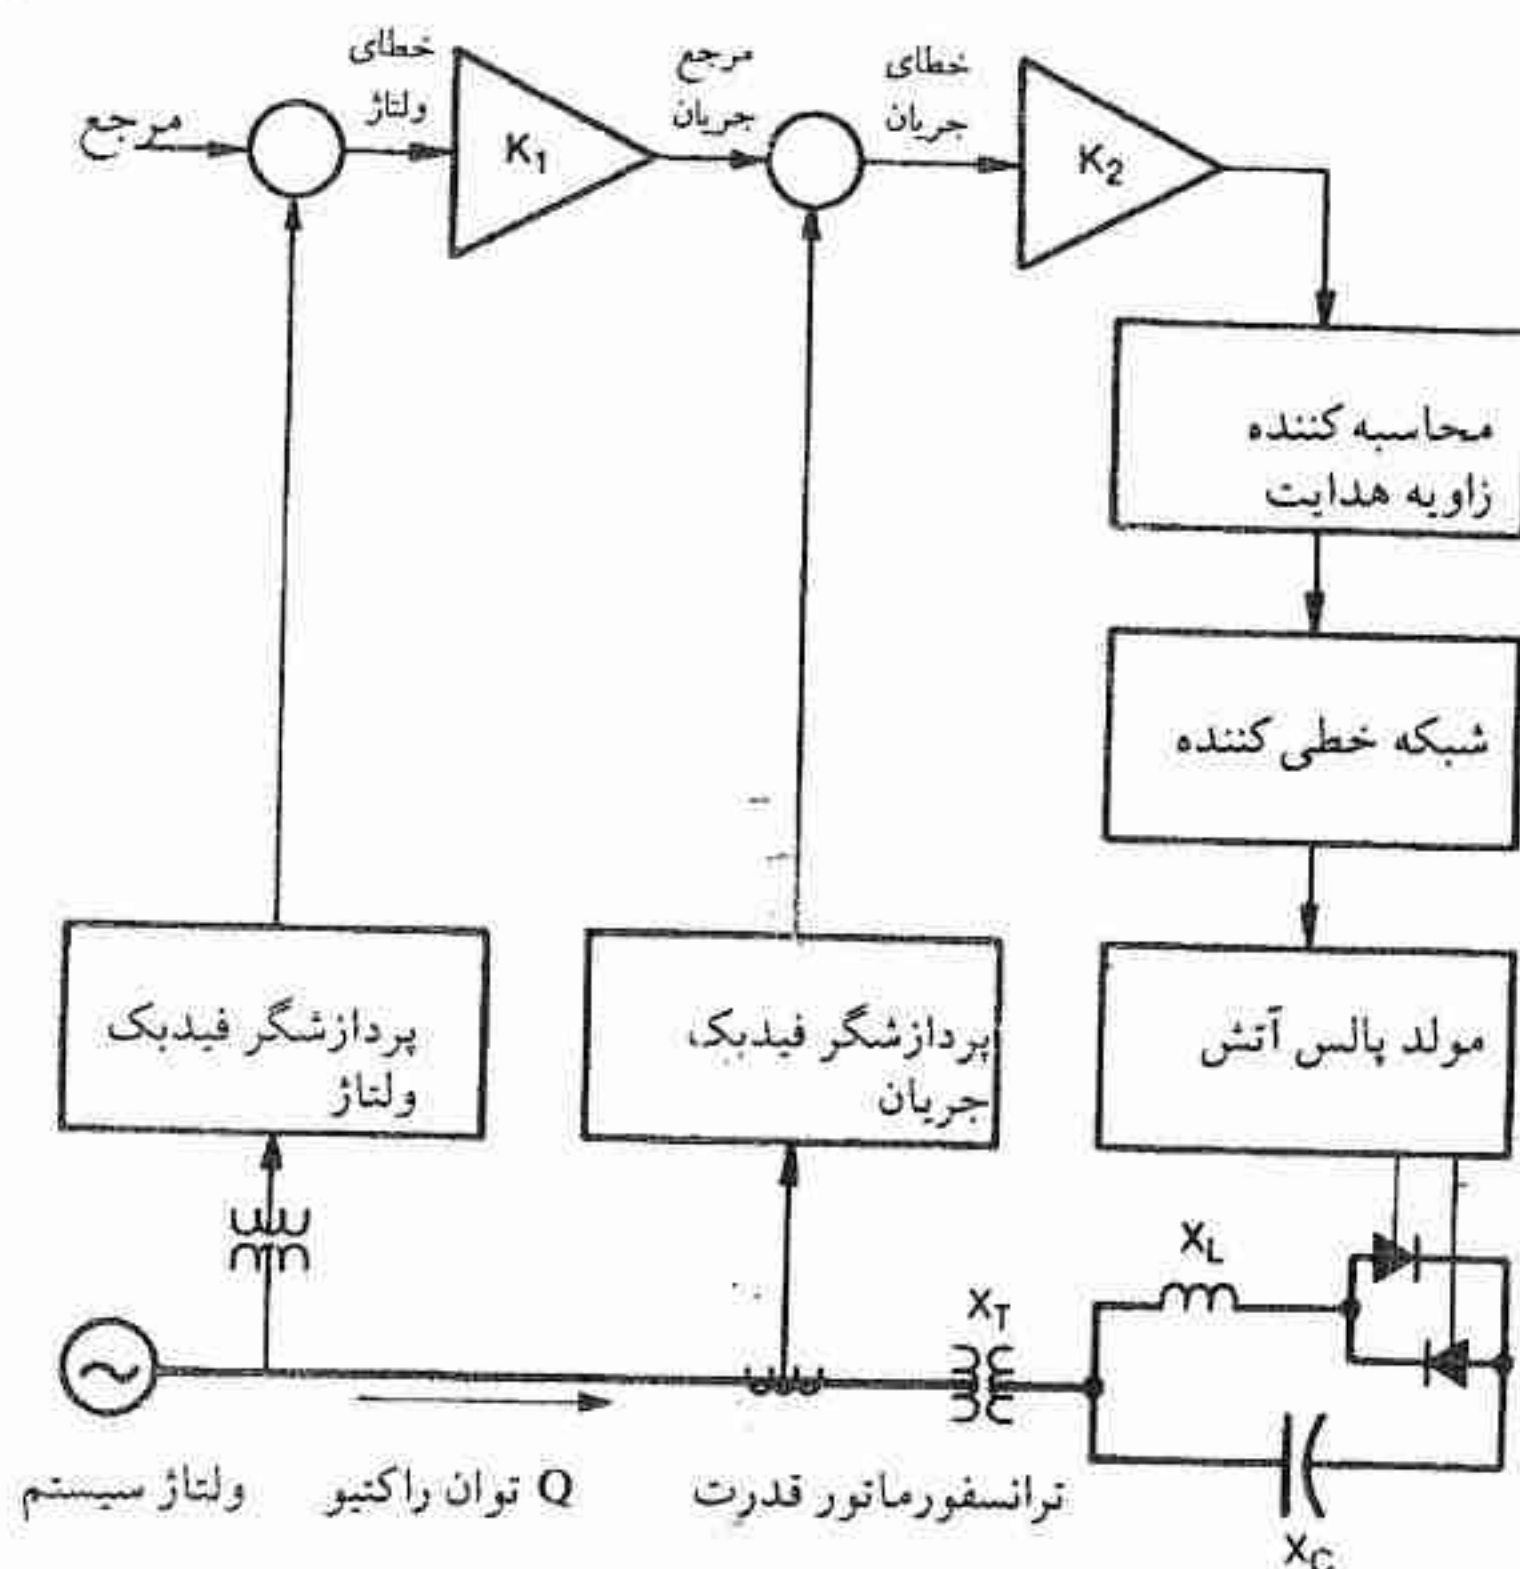 خطای
ولتاژ
مرجع
جریان
خطای
جریان
مرجع
K1
K2
محاسبه کننده
زاویه هدایت
شبکه خطی کننده
پردازشگر فیدبک
ولتاژ
پردازشگر فیدبک
جریان
مولد پالس آتش
XL
XT
ولتاژ سیستم
Q توان راکتیو
ترانسفورماتور قدرت
XC